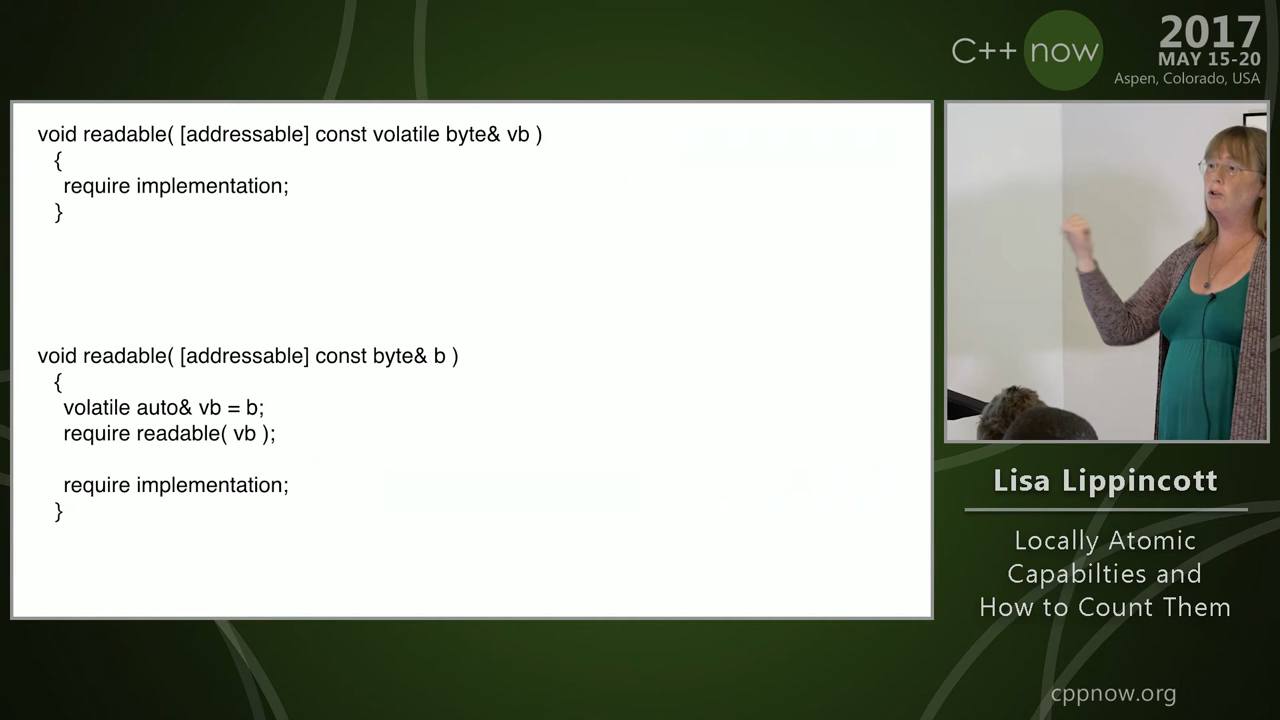 C++ now
2017
MAY 15-20
Aspen, Colorado, USA
void readable( [addressable] const volatile byte& vb )
{
require implementation;
}
void readable( [addressable] const byte& b )
{
volatile auto& vb = b;
require readable( vb );
require implementation;
}
Lisa Lippincott
Locally Atomic
Capabilties and
How to Count Them
cppnow.org